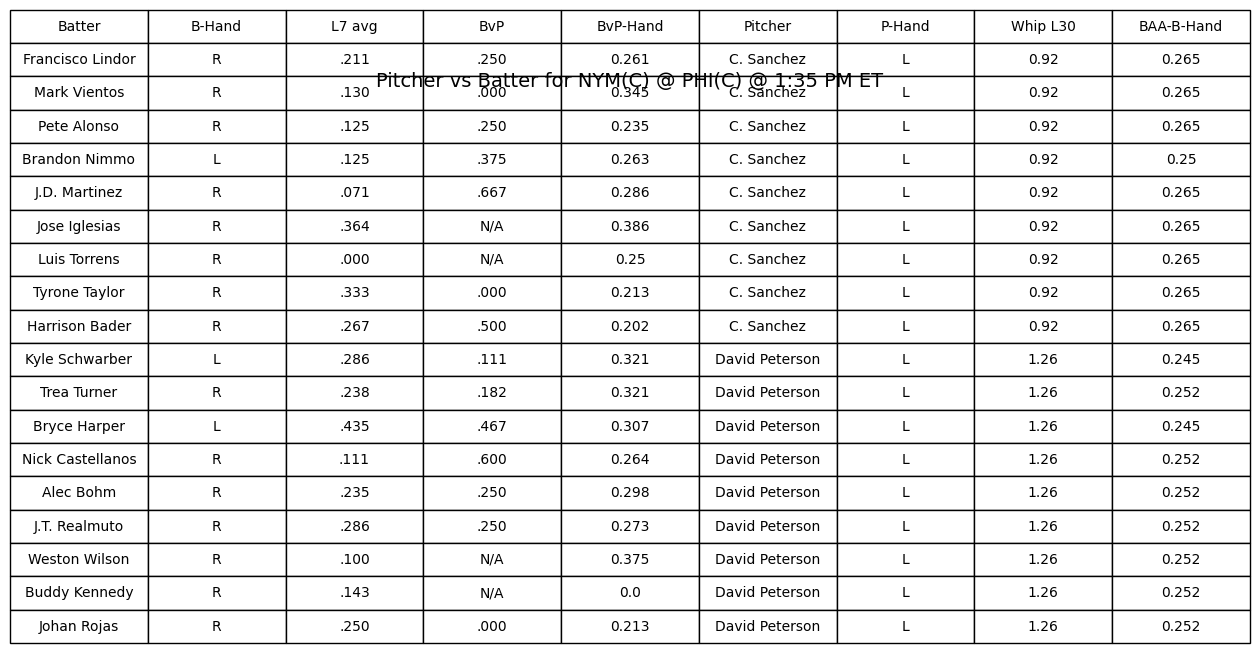 Batter B-Hand L7 avg BvP BvP-Hand Pitcher P-Hand Whip L30 BAA-B-Hand
Francisco Lindor R .211 .250 0.261 C. Sanchez L 0.92 0.265
Pitcher vs Batter for NYM(C) @ PHI(C) @ 1:35 PM ET
Mark Vientos R .130 .000 0.345 C. Sanchez L 0.92 0.265
Pete Alonso R .125 .250 0.235 C. Sanchez L 0.92 0.265
Brandon Nimmo L .125 .375 0.263 C. Sanchez L 0.92 0.25
J.D. Martinez R .071 .667 0.286 C. Sanchez L 0.92 0.265
Jose Iglesias R .364 N/A 0.386 C. Sanchez L 0.92 0.265
Luis Torrens R .000 N/A 0.25 C. Sanchez L 0.92 0.265
Tyrone Taylor R .333 .000 0.213 C. Sanchez L 0.92 0.265
Harrison Bader R .267 .500 0.202 C. Sanchez L 0.92 0.265
Kyle Schwarber L .286 .111 0.321 David Peterson L 1.26 0.245
Trea Turner R .238 .182 0.321 David Peterson L 1.26 0.252
Bryce Harper L .435 .467 0.307 David Peterson L 1.26 0.245
Nick Castellanos R .111 .600 0.264 David Peterson L 1.26 0.252
Alec Bohm R .235 .250 0.298 David Peterson L 1.26 0.252
J.T. Realmuto R .286 .250 0.273 David Peterson L 1.26 0.252
Weston Wilson R .100 N/A 0.375 David Peterson L 1.26 0.252
Buddy Kennedy R .143 N/A 0.0 David Peterson L 1.26 0.252
Johan Rojas R .250 .000 0.213 David Peterson L 1.26 0.252